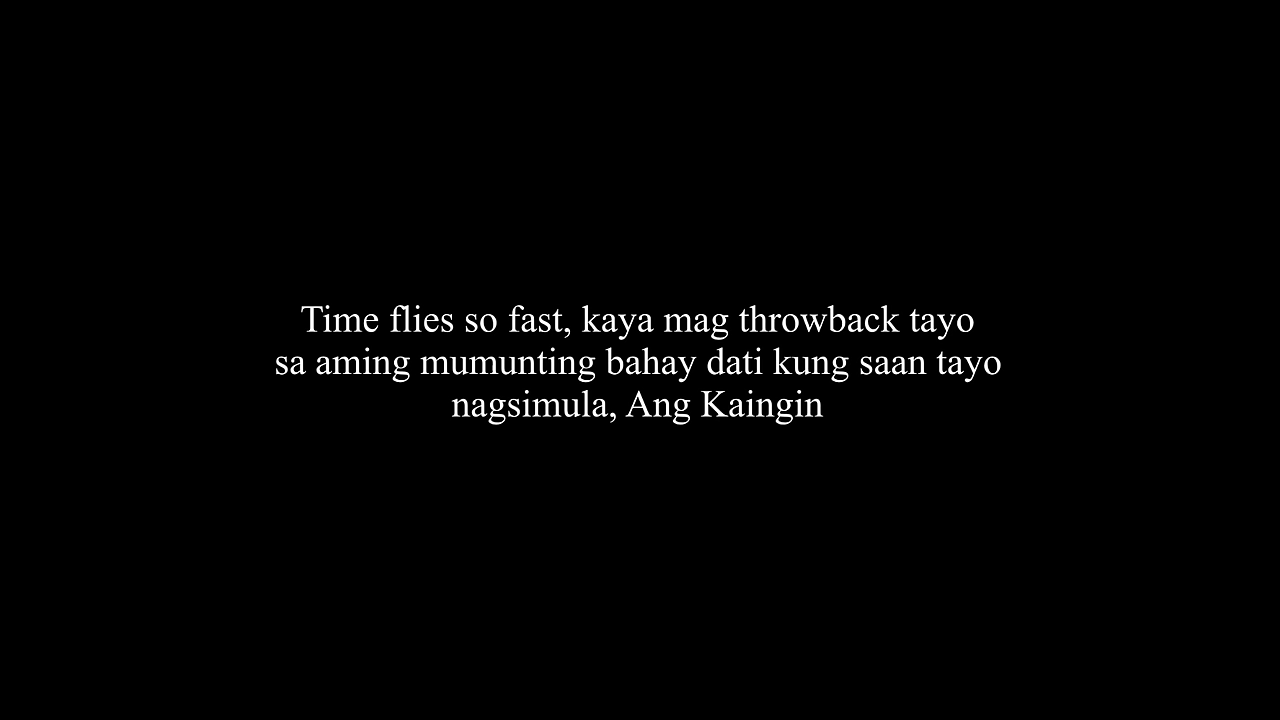 Time flies so fast, kaya mag throwback tayo
sa aming mumunting bahay dati kung saan tayo
nagsimula, Ang Kaingin